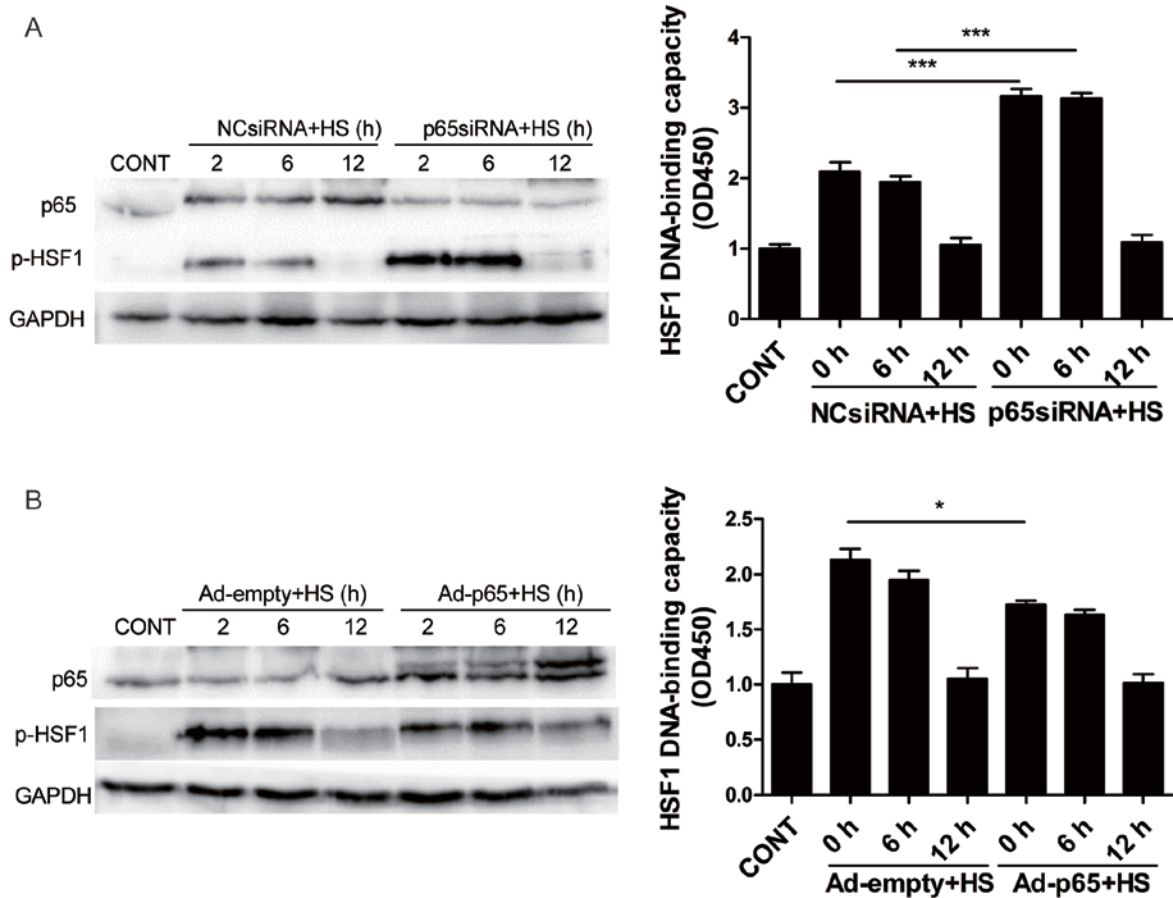 A
NCsiRNA+HS (h) p65siRNA+HS (h)
CONT 2 6 12 2 6 12
p65
p-HSF1
GAPDH
HSF1 DNA-binding capacity
(OD450)
4
3
2
1
0
*** 
***
CONT 0 h 6 h 12 h 0 h 6 h 12 h
NCsiRNA+HS p65siRNA+HS
B
Ad-empty+HS (h) Ad-p65+HS (h)
CONT 2 6 12 2 6 12
p65
p-HSF1
GAPDH
HSF1 DNA-binding capacity
(OD450)
2.5
2.0
1.5
1.0
0.5
0.0
*
CONT 0 h 6 h 12 h 0 h 6 h 12 h
Ad-empty+HS Ad-p65+HS